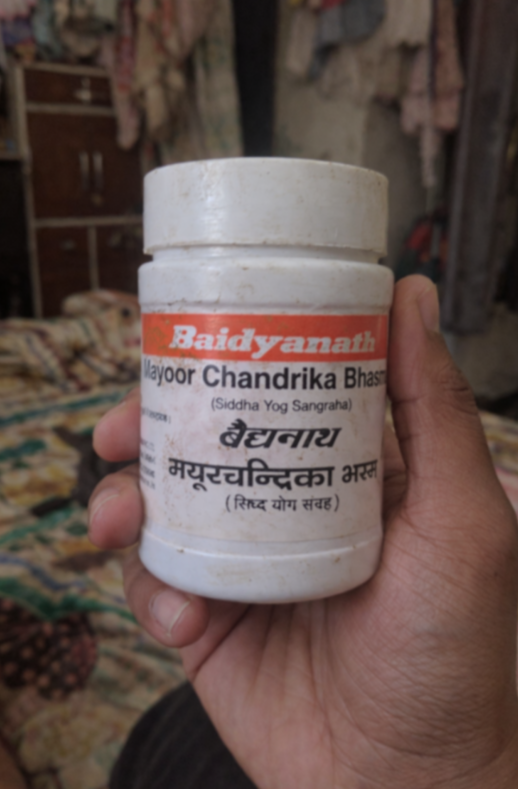 Baidyanath
Mayoor Chandrika Bhasm
(Siddha Yog Sangraha)
बैद्यनाथ
मयूरचन्द्रिका भस्म
(सिध्द योग संग्रह)